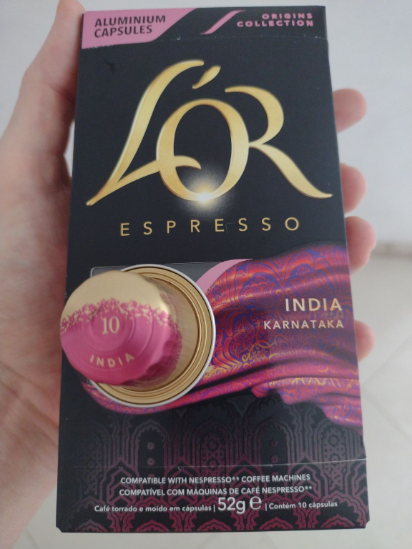 ALUMINIUM
CAPSULES
ORIGINS
COLLECTION
L'OR
ESPRESSO
INDIA
KARNATAKA
10
INDIA
COMPATIBLE WITH NESPRESSO** COFFEE MACHINES
COMPATÍVEL COM MÁQUINAS DE CAFÉ NESPRESSO**
Café torrado e moído em cápsulas | 52g e | Contém 10 cápsulas